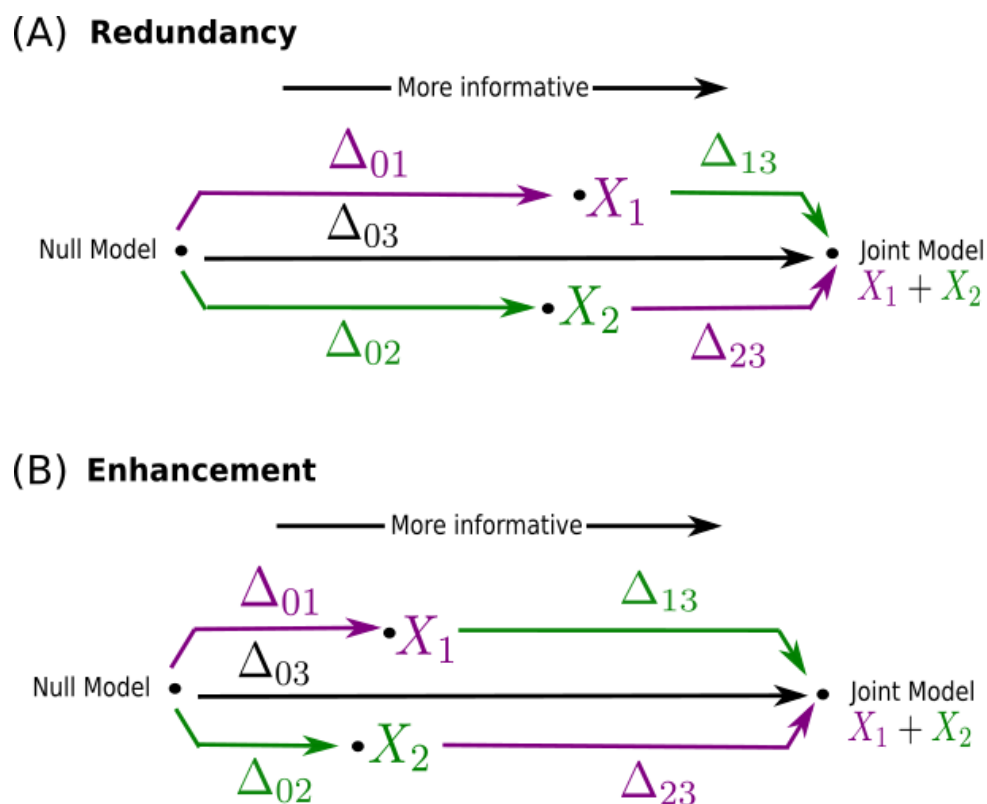 (A) Redundancy
More informative
Δ₀₁
Δ₁₃
X₁
Δ₀₃
Null Model
Joint Model
X₁ + X₂
X₂
Δ₀₂
Δ₂₃
(B) Enhancement
More informative
Δ₀₁
Δ₁₃
X₁
Δ₀₃
Null Model
Joint Model
X₁ + X₂
X₂
Δ₀₂
Δ₂₃